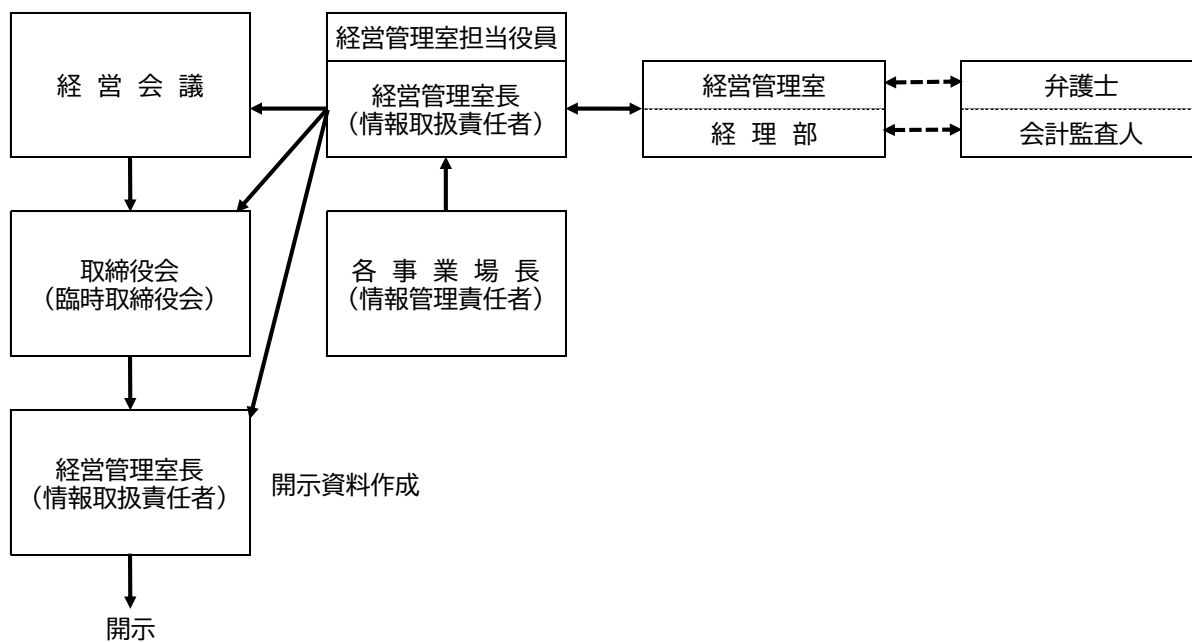 経営会議
経営管理室担当役員
経営管理室長
（情報取扱責任者）
経営管理室
経理部
弁護士
会計監査人
取締役会
（臨時取締役会）
各事業場長
（情報管理責任者）
経営管理室長
（情報取扱責任者）
開示資料作成
開示